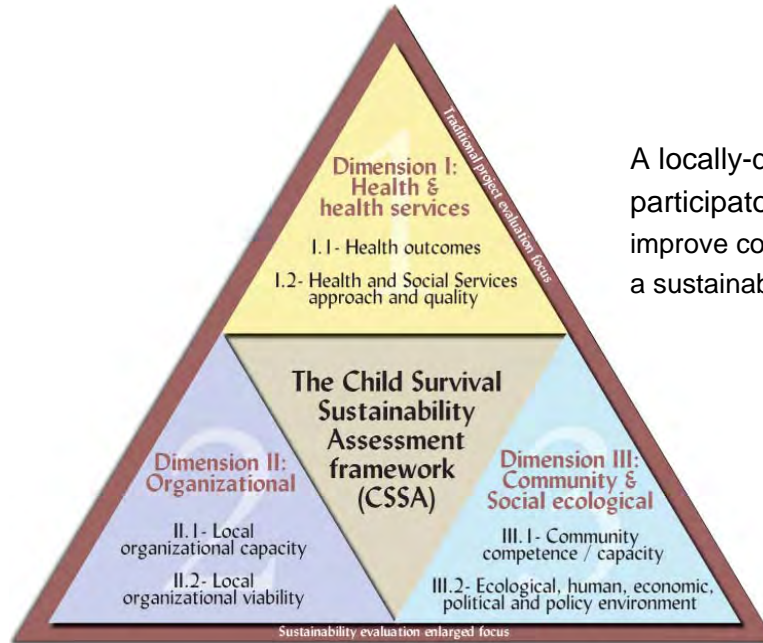 1
Traditional project evaluation focus
Dimension I:
Health &
health services
I.1- Health outcomes
I.2- Health and Social Services
approach and quality
A locally-
participato
improve co
a sustainab
The Child Survival
Sustainability
Assessment
framework
(CSSA)
2
Dimension II:
Organizational
II.1- Local
organizational capacity
II.2- Local
organizational viability
3
Dimension III:
Community &
Social ecological
III.1- Community
competence / capacity
III.2- Ecological, human, economic,
political and policy environment
Sustainability evaluation enlarged focus